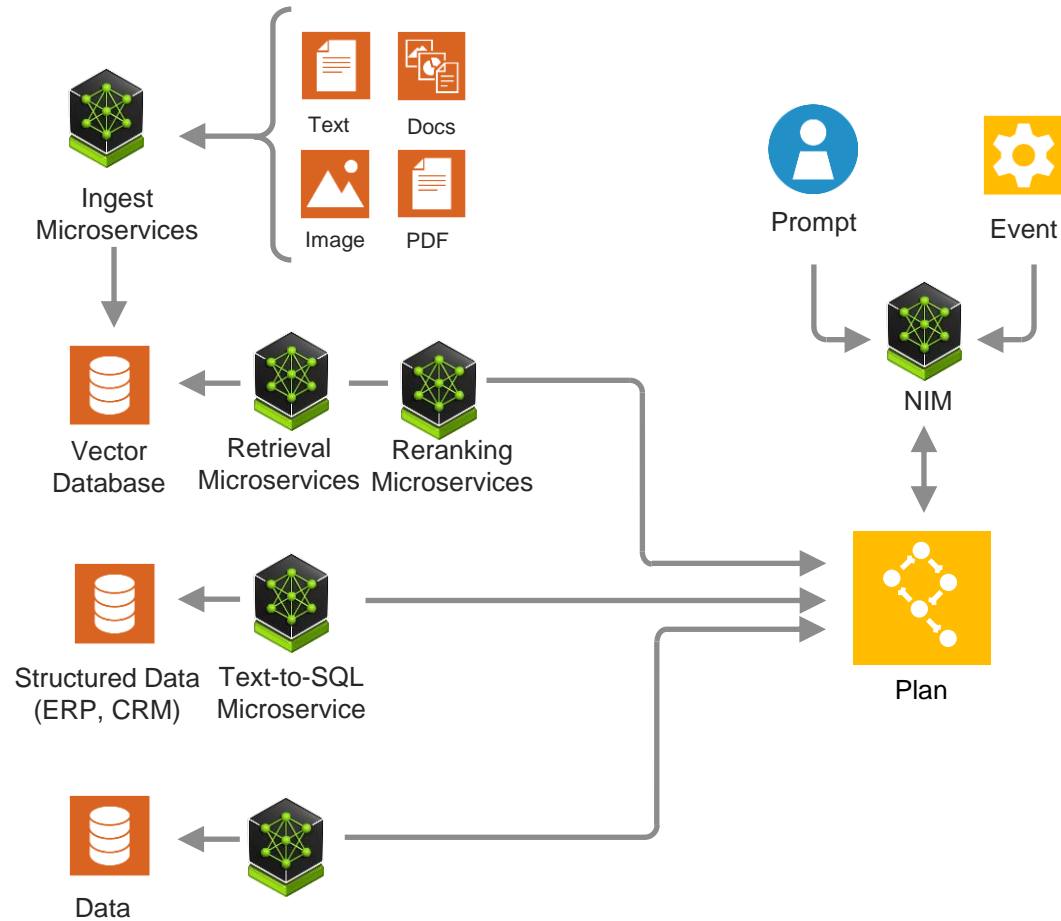 Text
Docs
Ingest
Microservices
Image
PDF
Prompt
Event
NIM
Vector
Database
Retrieval
Microservices
Reranking
Microservices
Structured Data
(ERP, CRM)
Text-to-SQL
Microservice
Plan
Data